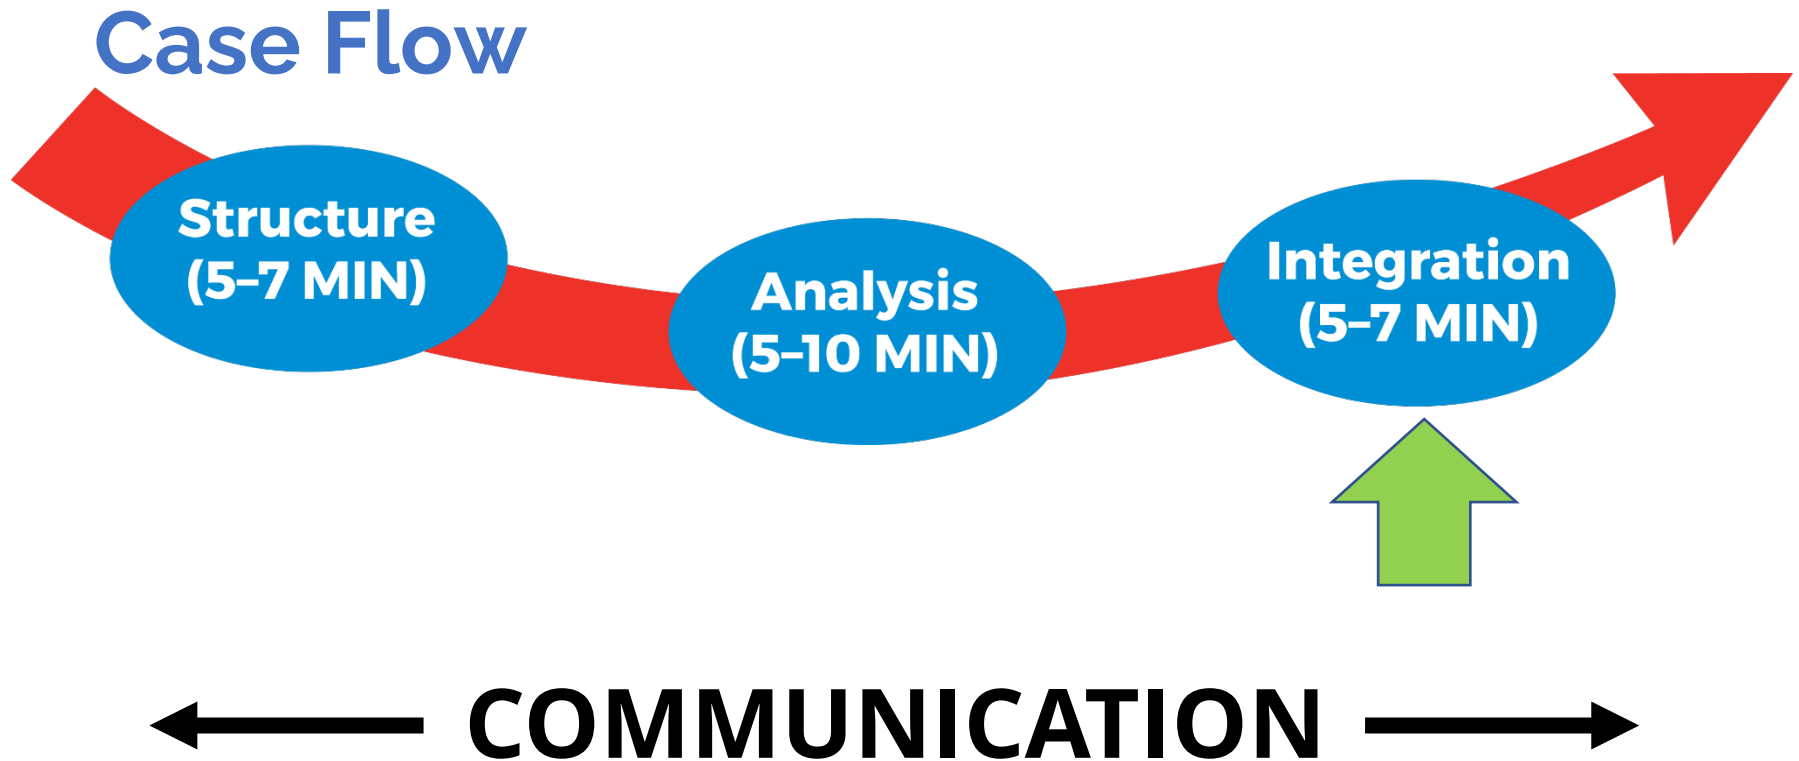 Case Flow
Structure
(5–7 MIN)
Analysis
(5–10 MIN)
Integration
(5–7 MIN)
COMMUNICATION